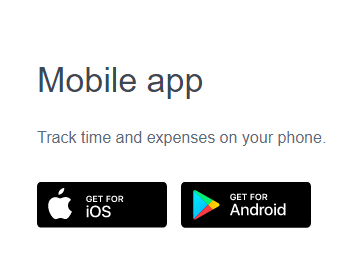 Mobile app
Track time and expenses on your phone.
GET FOR
iOS
GET FOR
Android